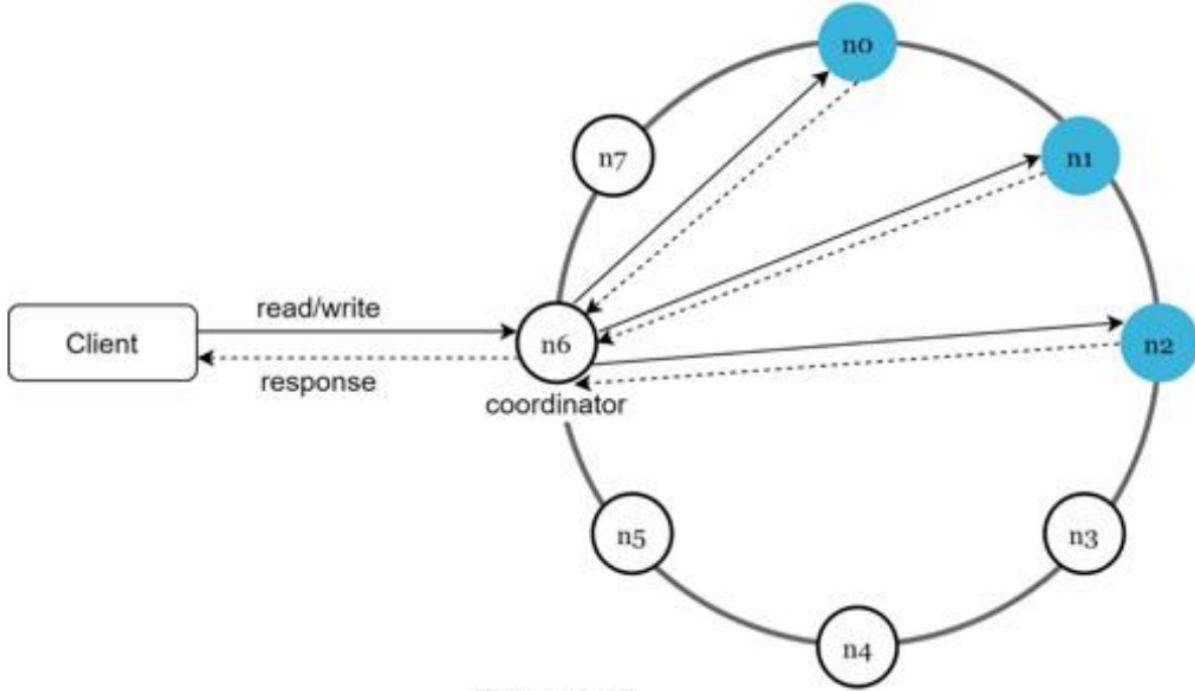 n0
n7
n1
read/write
Client
n6
n2
response
coordinator
n5
n3
n4